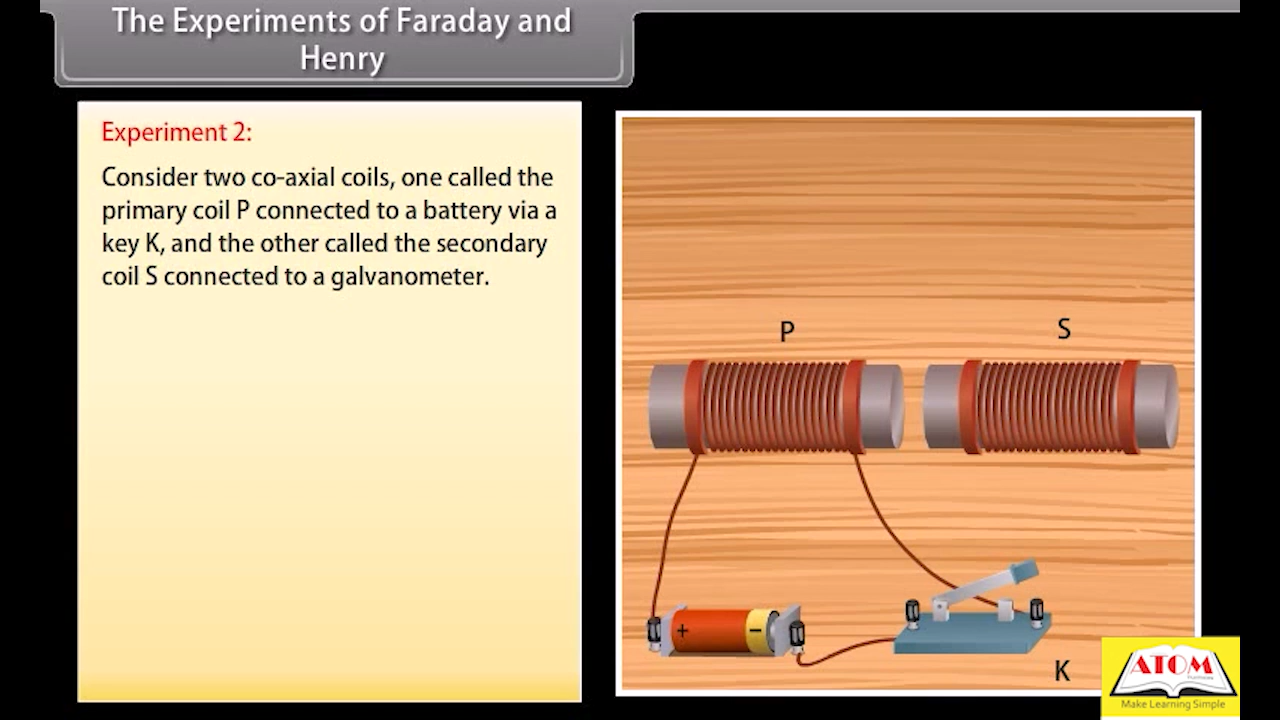 The Experiments of Faraday and
Henry
Experiment 2:
Consider two co-axial coils, one called the
primary coil P connected to a battery via a
key K, and the other called the secondary
coil S connected to a galvanometer.
P
S
+
−
K
ATOM
Make Learning Simple